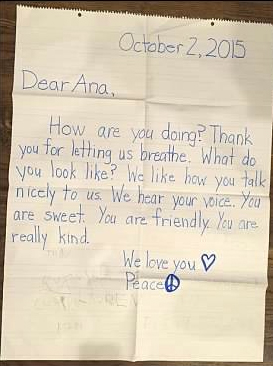 October 2, 2015
Dear Ana,
How are you doing? Thank
you for letting us breathe. What do
you look like? We like how you talk
nicely to us. We hear your voice. You
are sweet. You are friendly. You are
really kind.
We love you ♡
Peace ☮